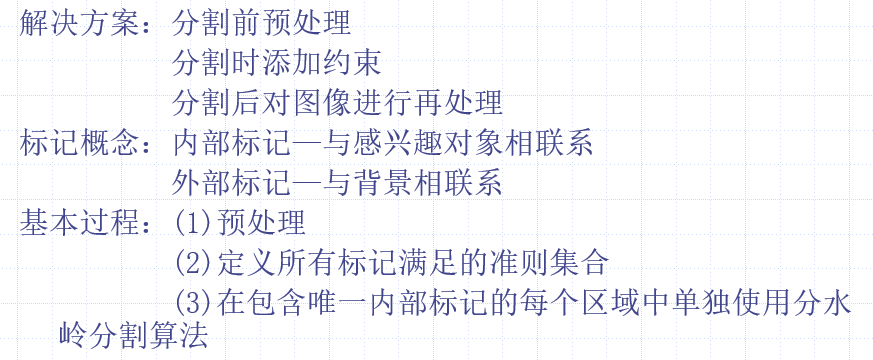 解决方案：分割前预处理
分割时添加约束
分割后对图像进行再处理
标记概念：内部标记—与感兴趣对象相联系
外部标记—与背景相联系
基本过程：(1)预处理
(2)定义所有标记满足的准则集合
(3)在包含唯一内部标记的每个区域中单独使用分水
岭分割算法